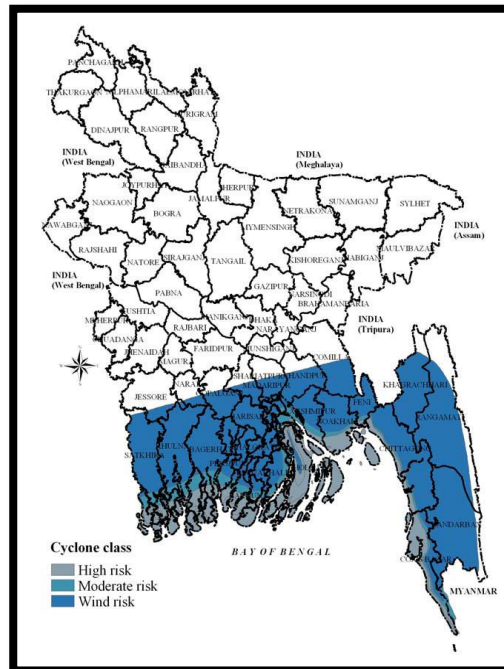 PANCHAGARH
THAKURGAON
NILPHAMARI
LALMONIRHAT
KURIGRAM
DINAJPUR
RANGPUR
INDIA
(West Bengal)
GAIBANDHA
INDIA
(Meghalaya)
JOYPURHAT
SHERPUR
NAOGAON
JAMALPUR
NETRAKONA
SUNAMGANJ
SYLHET
BOGRA
MYMENSINGH
INDIA
(Assam)
NAWABGANJ
RAJSHAHI
NATORE
SIRAJGANJ
TANGAIL
KISHOREGANJ
HABIGANJ
MAULVIBAZAR
INDIA
(West Bengal)
GAZIPUR
PABNA
NARSINGDI
BRAHAMANBARIA
KUSHTIA
MEHERPUR
MANIKGANJ
DHAKA
NARAYANGANJ
INDIA
(Tripura)
CHUADANGA
RAJBARI
JHENAIDAH
FARIDPUR
MUNSHIGANJ
MAGURA
COMILLA
SHARIATPUR
CHANDPUR
NARAIL
MADARIPUR
KHAGRACHHARI
JESSORE
GOPALGANJ
FENI
LAKSHMIPUR
NOAKHALI
RANGAMATI
BARISAL
KHULNA
SATKHIRA
BAGERHAT
CHITTAGONG
BANDARBAN
Cyclone class
BAY OF BENGAL
High risk
Moderate risk
Wind risk
MYANMAR